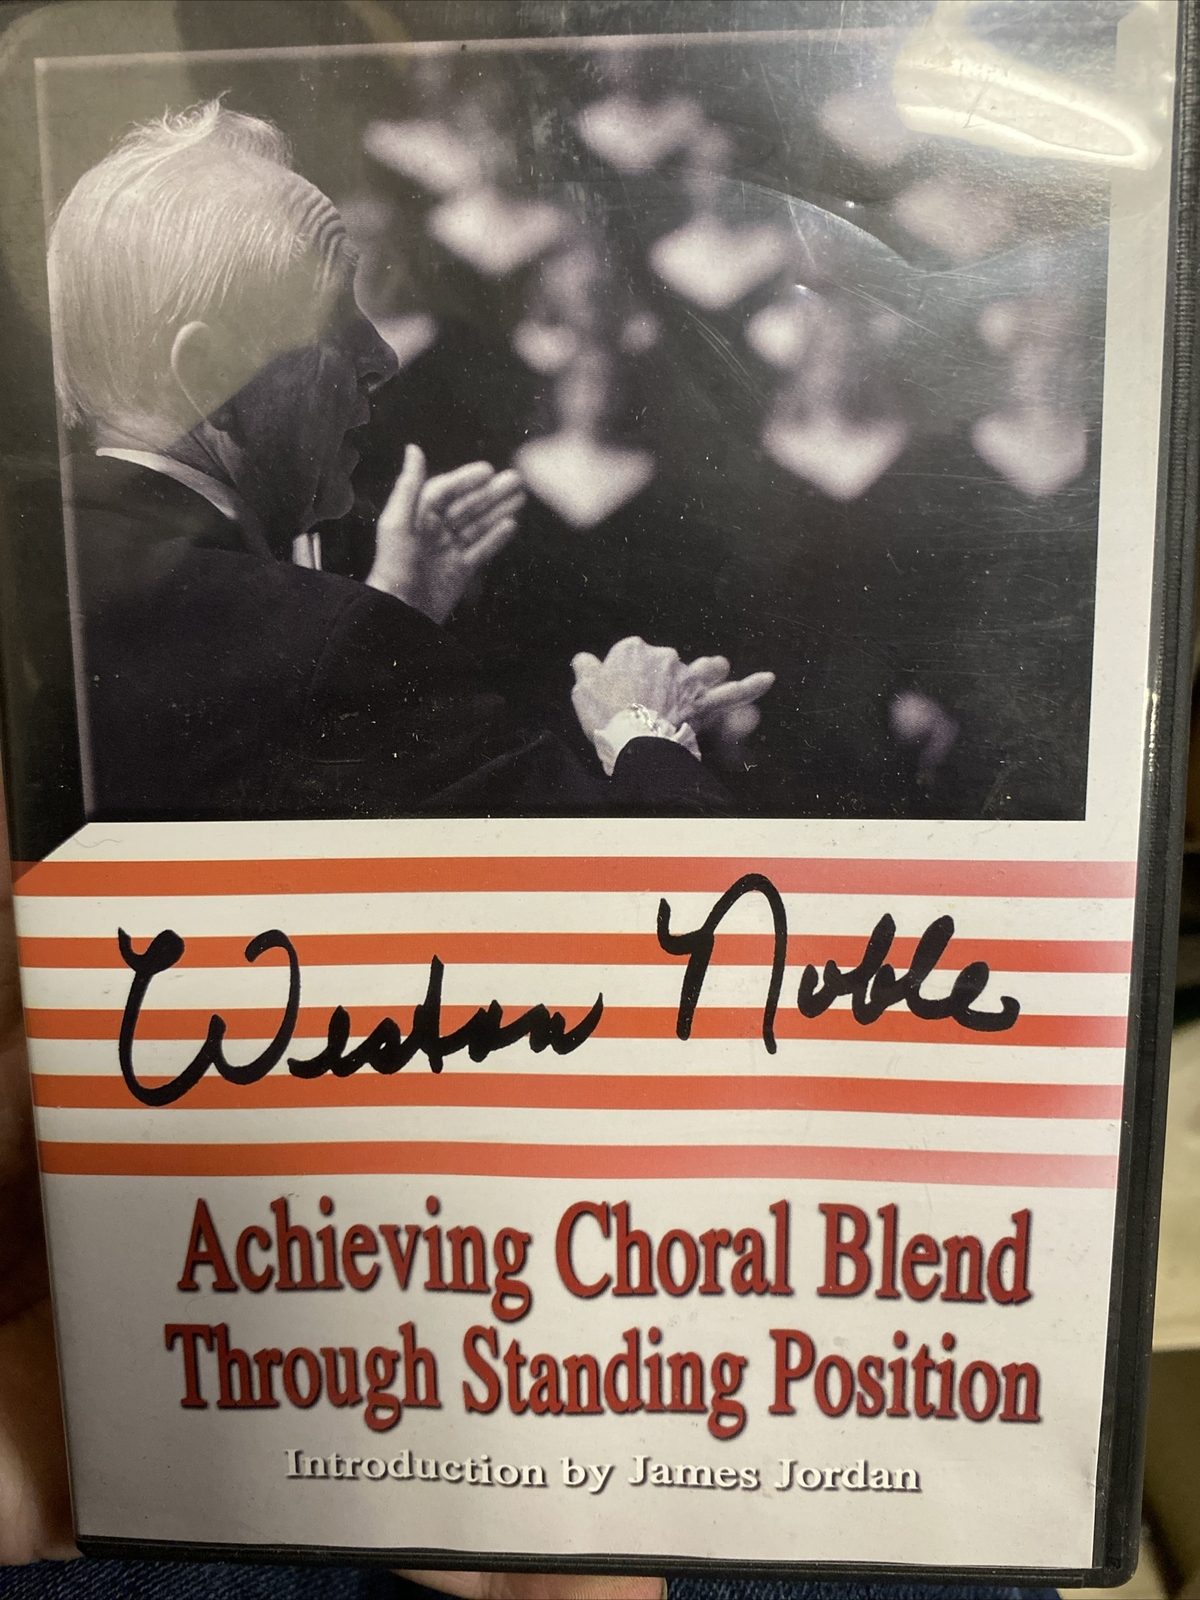 Weston Noble
Achieving Choral Blend
Through Standing Position
Introduction by James Jordan